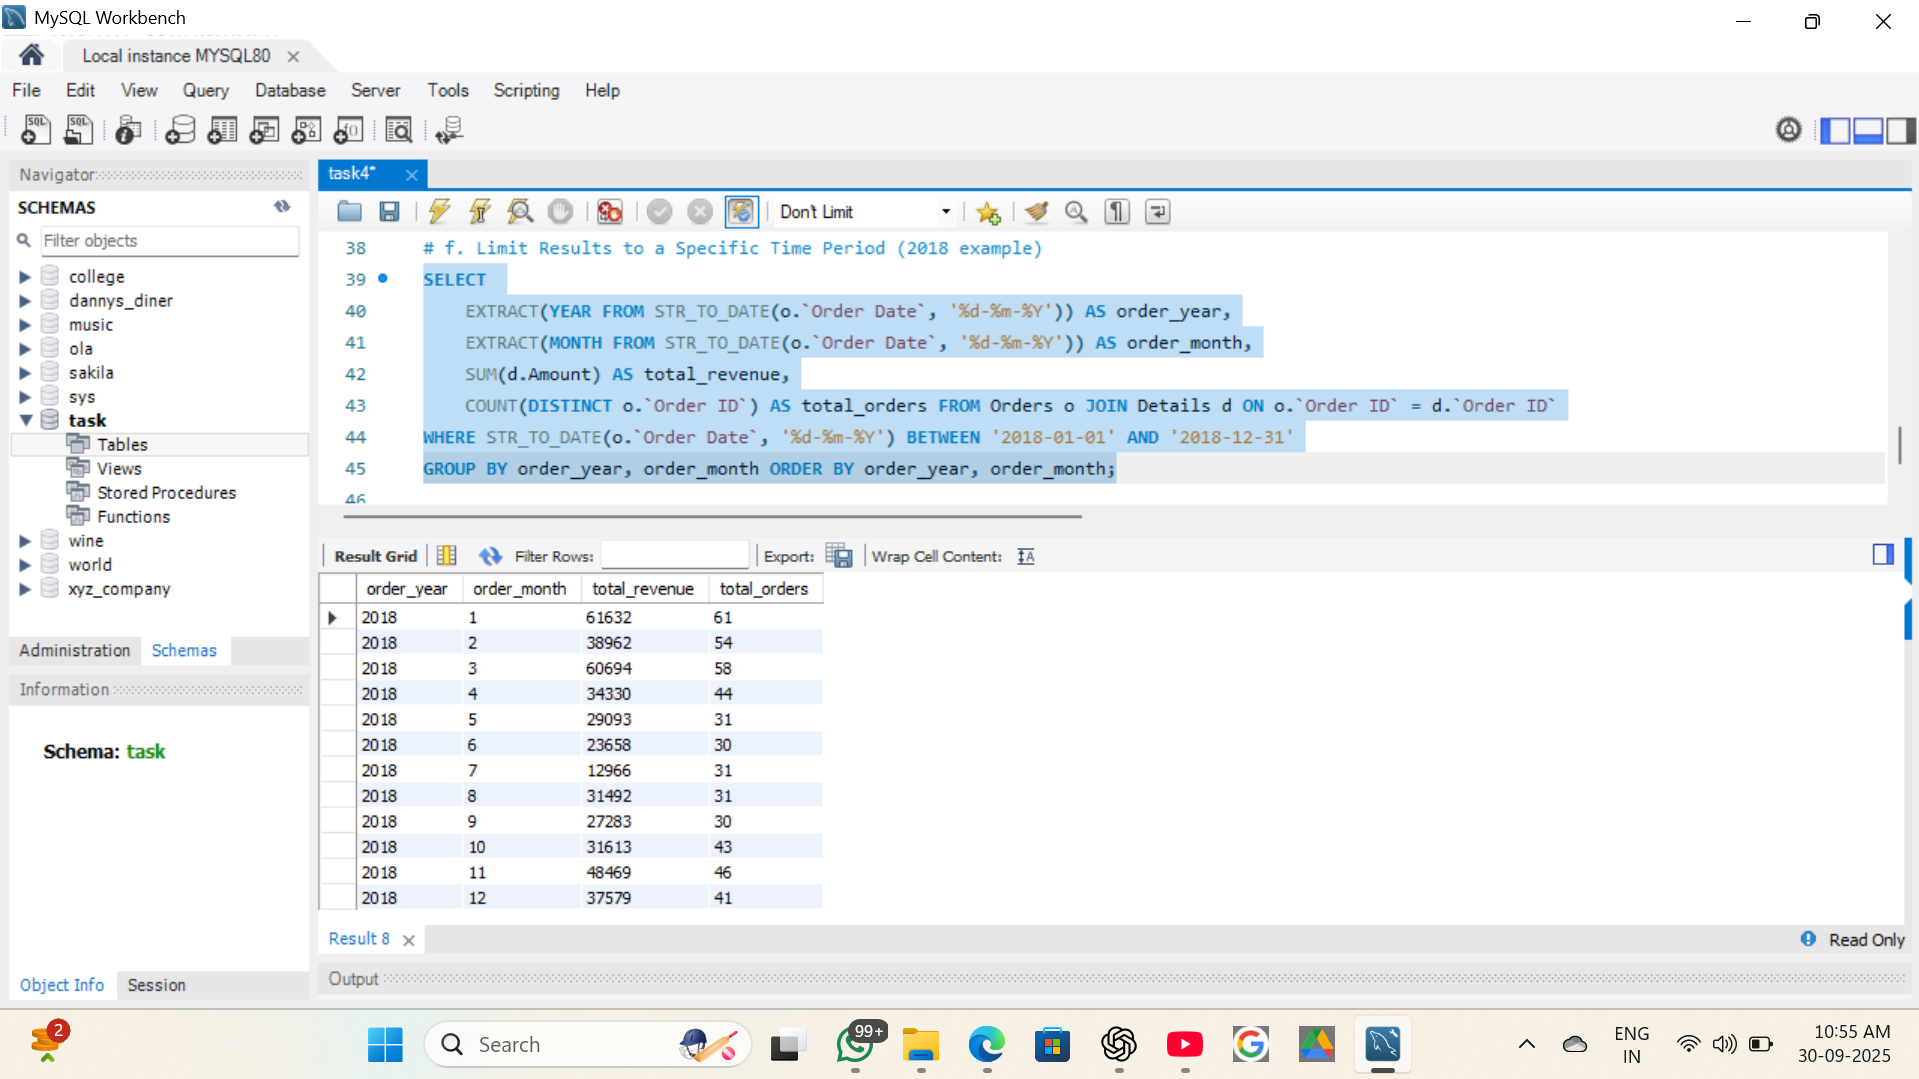 MySQL Workbench
Local instance MYSQL80
File Edit View Query Database Server Tools Scripting Help
Navigator
SCHEMAS
Filter objects
college
dannys_diner
music
ola
sakila
sys
task
Tables
Views
Stored Procedures
Functions
wine
world
xyz_company
Administration Schemas
Information
Schema: task
Object Info Session
task4*
Don't Limit
38 # f. Limit Results to a Specific Time Period (2018 example)
39 SELECT
40 EXTRACT(YEAR FROM STR_TO_DATE(o.`Order Date`, '%d-%m-%Y')) AS order_year,
41 EXTRACT(MONTH FROM STR_TO_DATE(o.`Order Date`, '%d-%m-%Y')) AS order_month,
42 SUM(d.Amount) AS total_revenue,
43 COUNT(DISTINCT o.`Order ID`) AS total_orders FROM Orders o JOIN Details d ON o.`Order ID` = d.`Order ID`
44 WHERE STR_TO_DATE(o.`Order Date`, '%d-%m-%Y') BETWEEN '2018-01-01' AND '2018-12-31'
45 GROUP BY order_year, order_month ORDER BY order_year, order_month;
46
Result Grid Filter Rows: Export: Wrap Cell Content:
order_year order_month total_revenue total_orders
2018 1 61632 61
2018 2 38962 54
2018 3 60694 58
2018 4 34330 44
2018 5 29093 31
2018 6 23658 30
2018 7 12966 31
2018 8 31492 31
2018 9 27283 30
2018 10 31613 43
2018 11 48469 46
2018 12 37579 41
Result 8
Read Only
Output
2
Search
99+
ENG
IN
10:55 AM
30-09-2025